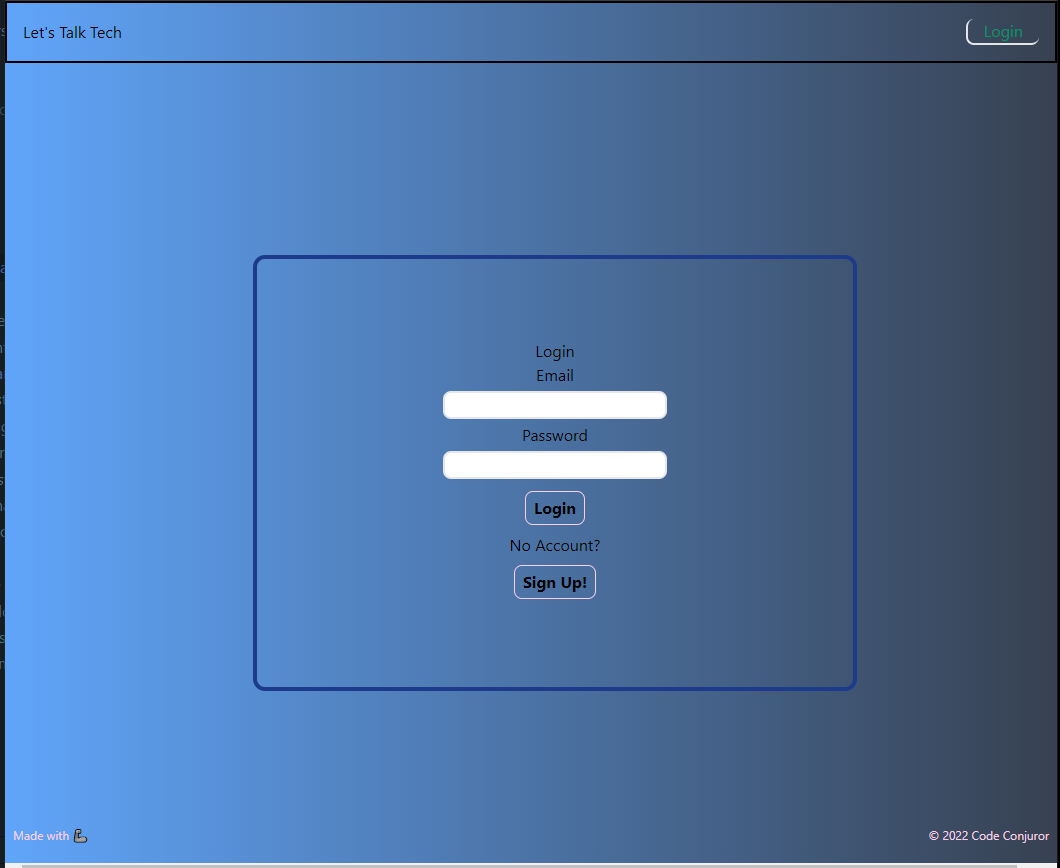 Let's Talk Tech
Login
Login
Email
Password
Login
No Account?
Sign Up!
Made with 🦾
© 2022 Code Conjuror